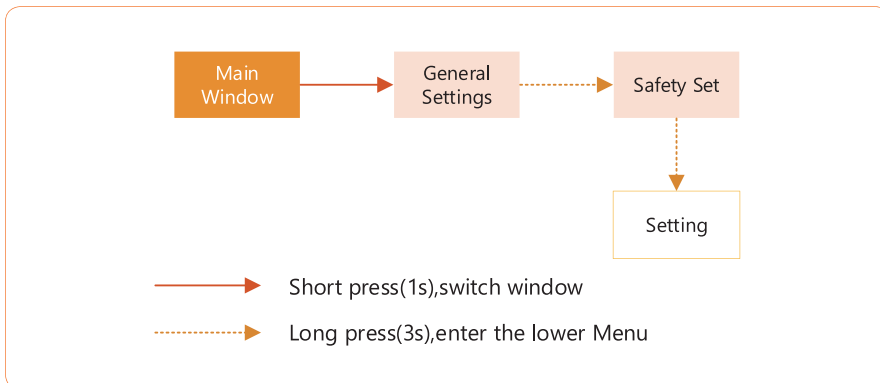 Main
Window
General
Settings
Safety Set
Setting
Short press(1s),switch window
Long press(3s),enter the lower Menu